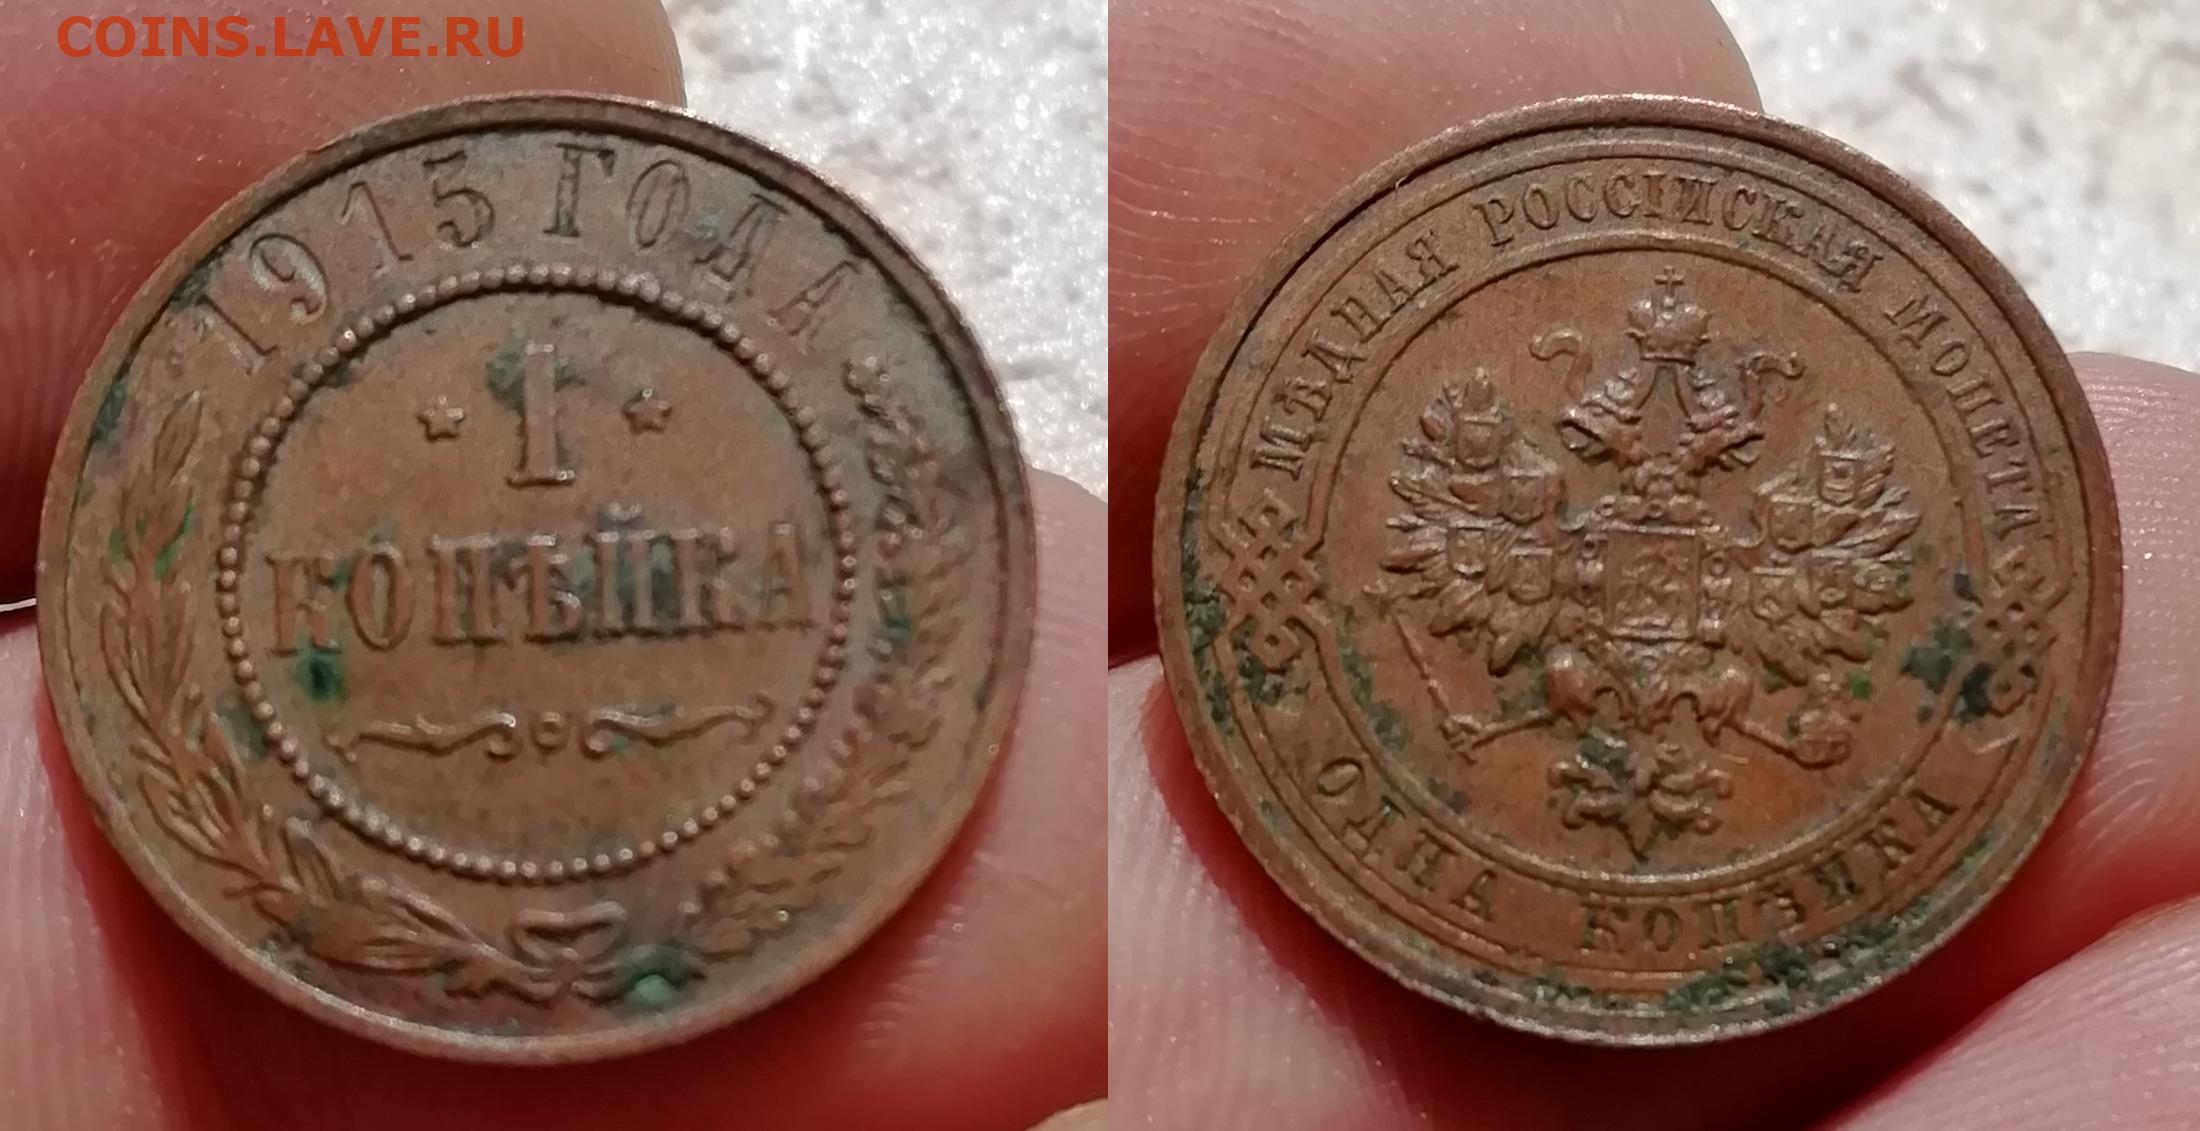 COINS.LAVE.RU
1915 ГОДА
1
КОПѢЙКА
МѢДНАЯ РОССІЙСКАЯ МОНЕТА
ОДНА КОПѢЙКА